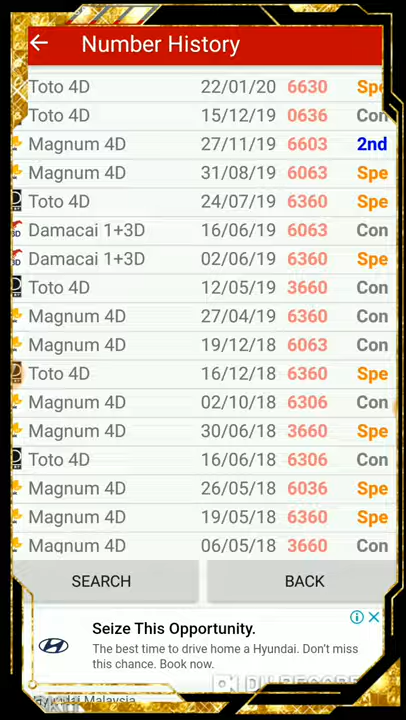 Number History
Toto 4D 22/01/20 6630 Spe
Toto 4D 15/12/19 0636 Con
Magnum 4D 27/11/19 6603 2nd
Magnum 4D 31/08/19 6063 Spe
Toto 4D 24/07/19 6360 Spe
Damacai 1+3D 16/06/19 6063 Con
Damacai 1+3D 02/06/19 6360 Spe
Toto 4D 12/05/19 3660 Con
Magnum 4D 27/04/19 6360 Con
Magnum 4D 19/12/18 6063 Con
Toto 4D 16/12/18 6360 Spe
Magnum 4D 02/10/18 6306 Con
Magnum 4D 30/06/18 3660 Spe
Toto 4D 16/06/18 6306 Con
Magnum 4D 26/05/18 6036 Spe
Magnum 4D 19/05/18 6360 Spe
Magnum 4D 06/05/18 3660 Con
SEARCH BACK
Seize This Opportunity.
The best time to drive home a Hyundai. Don't miss
this chance. Book now.
Malaysia